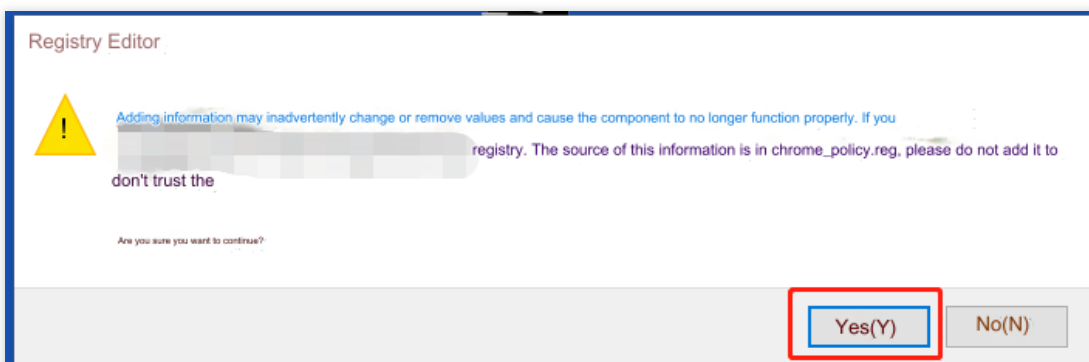 Registry Editor
!
Adding information may inadvertently change or remove values and cause the component to no longer function properly. If you
registry. The source of this information is in chrome_policy.reg, please do not add it to
don't trust the
Are you sure you want to continue?
Yes(Y)
No(N)